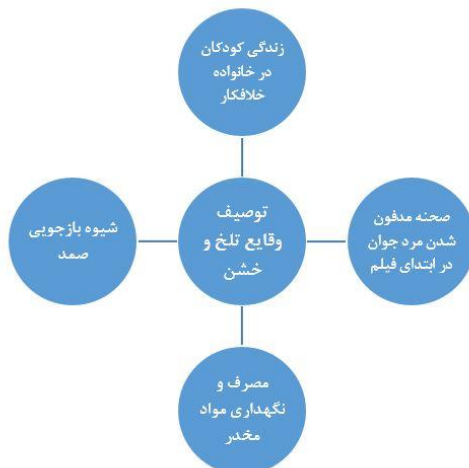 زندگی کودکان
در خانواده
خلافکار
صحنه مدفون
شدن مرد جوان
در ابتدای فیلم
توصیف
وقایع تلخ و
خشن
شیوه بازجویی
صمد
مصرف و
نگهداری مواد
مخدر